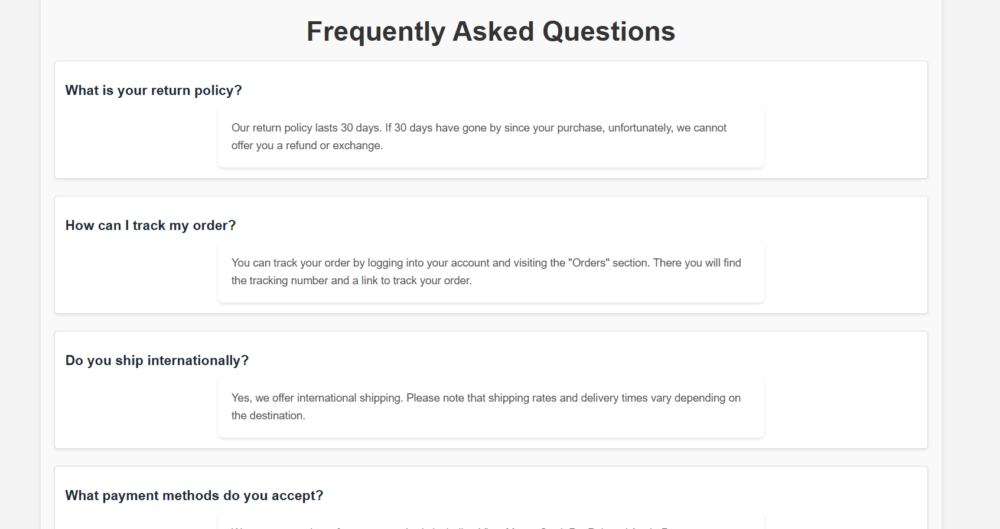 Frequently Asked Questions
What is your return policy?
Our return policy lasts 30 days. If 30 days have gone by since your purchase, unfortunately, we cannot
offer you a refund or exchange.
How can I track my order?
You can track your order by logging into your account and visiting the "Orders" section. There you will find
the tracking number and a link to track your order.
Do you ship internationally?
Yes, we offer international shipping. Please note that shipping rates and delivery times vary depending on
the destination.
What payment methods do you accept?